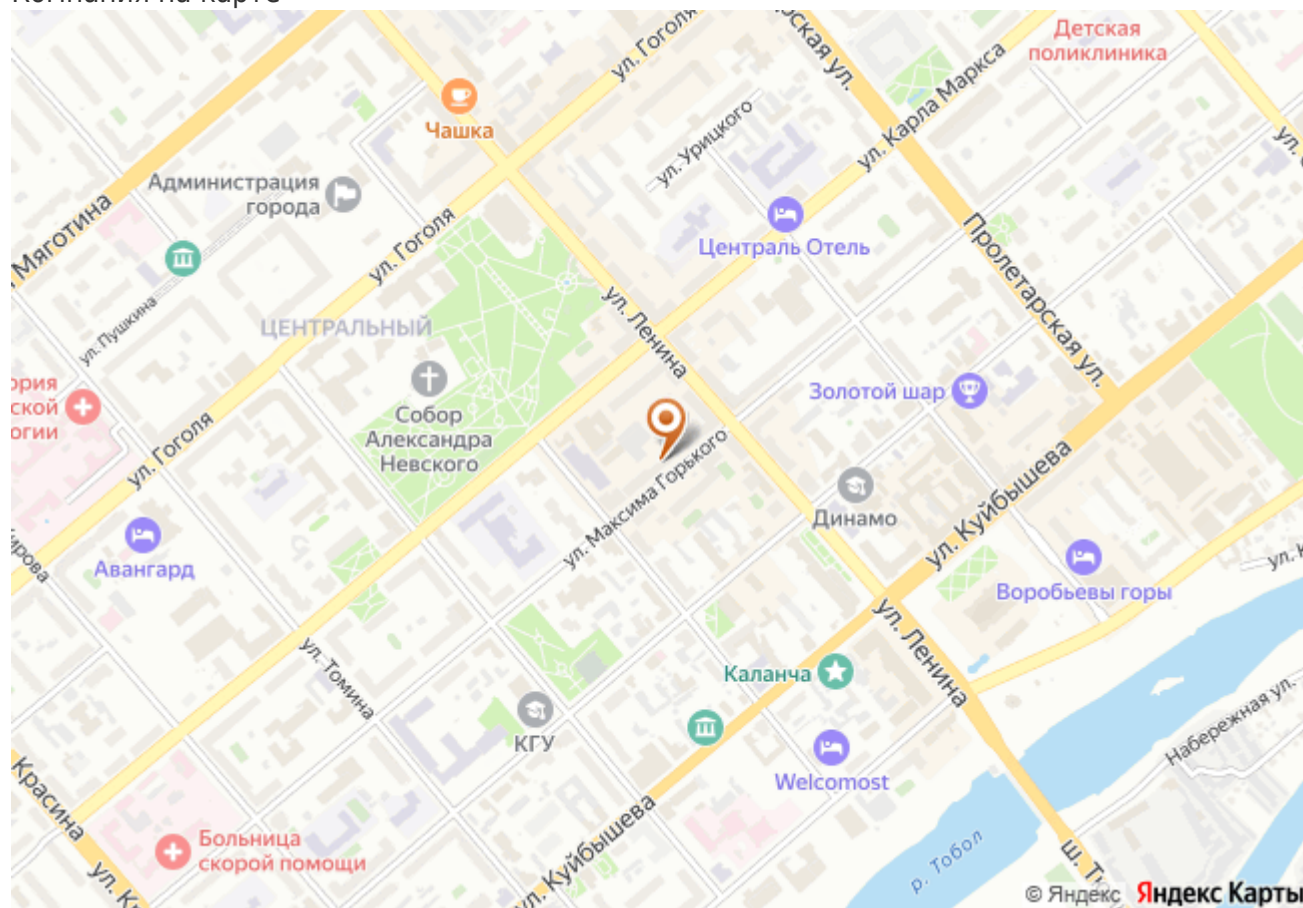 Компания на карте
ул. Гоголя
Детская
поликлиника
ул. Карла Маркса
Чашка
ул. Урицкого
Администрация
города
Мяготина
ул. Гоголя
Централь Отель
Пролетарская ул.
ул. Пушкина
ЦЕНТРАЛЬНЫЙ
ул. Ленина
Золотой шар
Собор
Александра
Невского
ул. Гоголя
ул. Максима Горького
Динамо
ул. Куйбышева
Авангард
Воробьевы горы
ул. Ленина
ул. Томина
Каланча
КГУ
Набережная ул.
Welcomost
Красина
Больница
скорой помощи
ул. Куйбышева
р. Тобол
© Яндекс Яндекс Карты